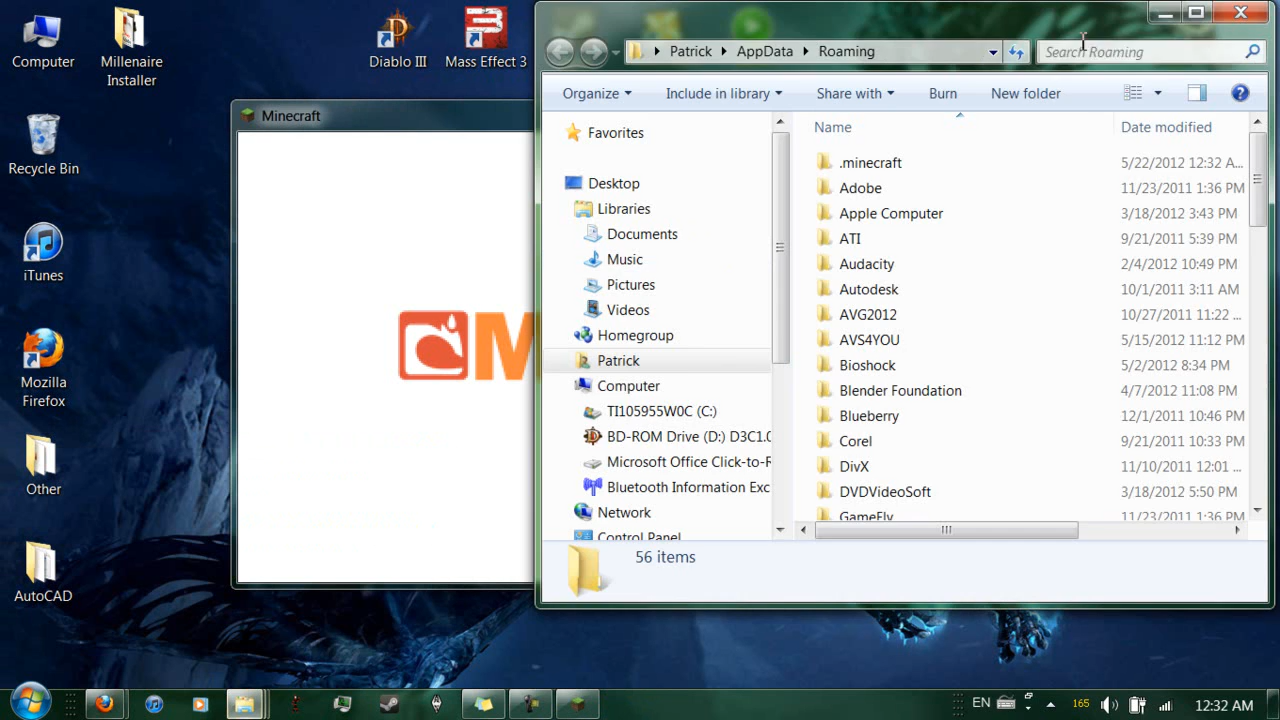 Computer
Millenaire
Installer
Diablo III
Mass Effect 3
Recycle Bin
iTunes
Mozilla
Firefox
Other
AutoCAD
Minecraft
M
Patrick
AppData
Roaming
Search Roaming
Organize
Include in library
Share with
Burn
New folder
Favorites
Desktop
Libraries
Documents
Music
Pictures
Videos
Homegroup
Patrick
Computer
TI105955W0C (C:)
BD-ROM Drive (D:) D3C1.0
Microsoft Office Click-to-R
Bluetooth Information Exc
Network
Control Panel
Name Date modified
.minecraft 5/22/2012 12:32 A...
Adobe 11/23/2011 1:36 PM
Apple Computer 3/18/2012 3:43 PM
ATI 9/21/2011 5:39 PM
Audacity 2/4/2012 10:49 PM
Autodesk 10/1/2011 3:11 AM
AVG2012 10/27/2011 11:22 ...
AVS4YOU 5/15/2012 11:12 PM
Bioshock 5/2/2012 8:34 PM
Blender Foundation 4/7/2012 11:08 PM
Blueberry 12/1/2011 10:46 PM
Corel 9/21/2011 10:33 PM
DivX 11/10/2011 12:01 ...
DVDVideoSoft 3/18/2012 5:50 PM
GameFly 11/23/2011 1:36 PM
56 items
EN
165
12:32 AM